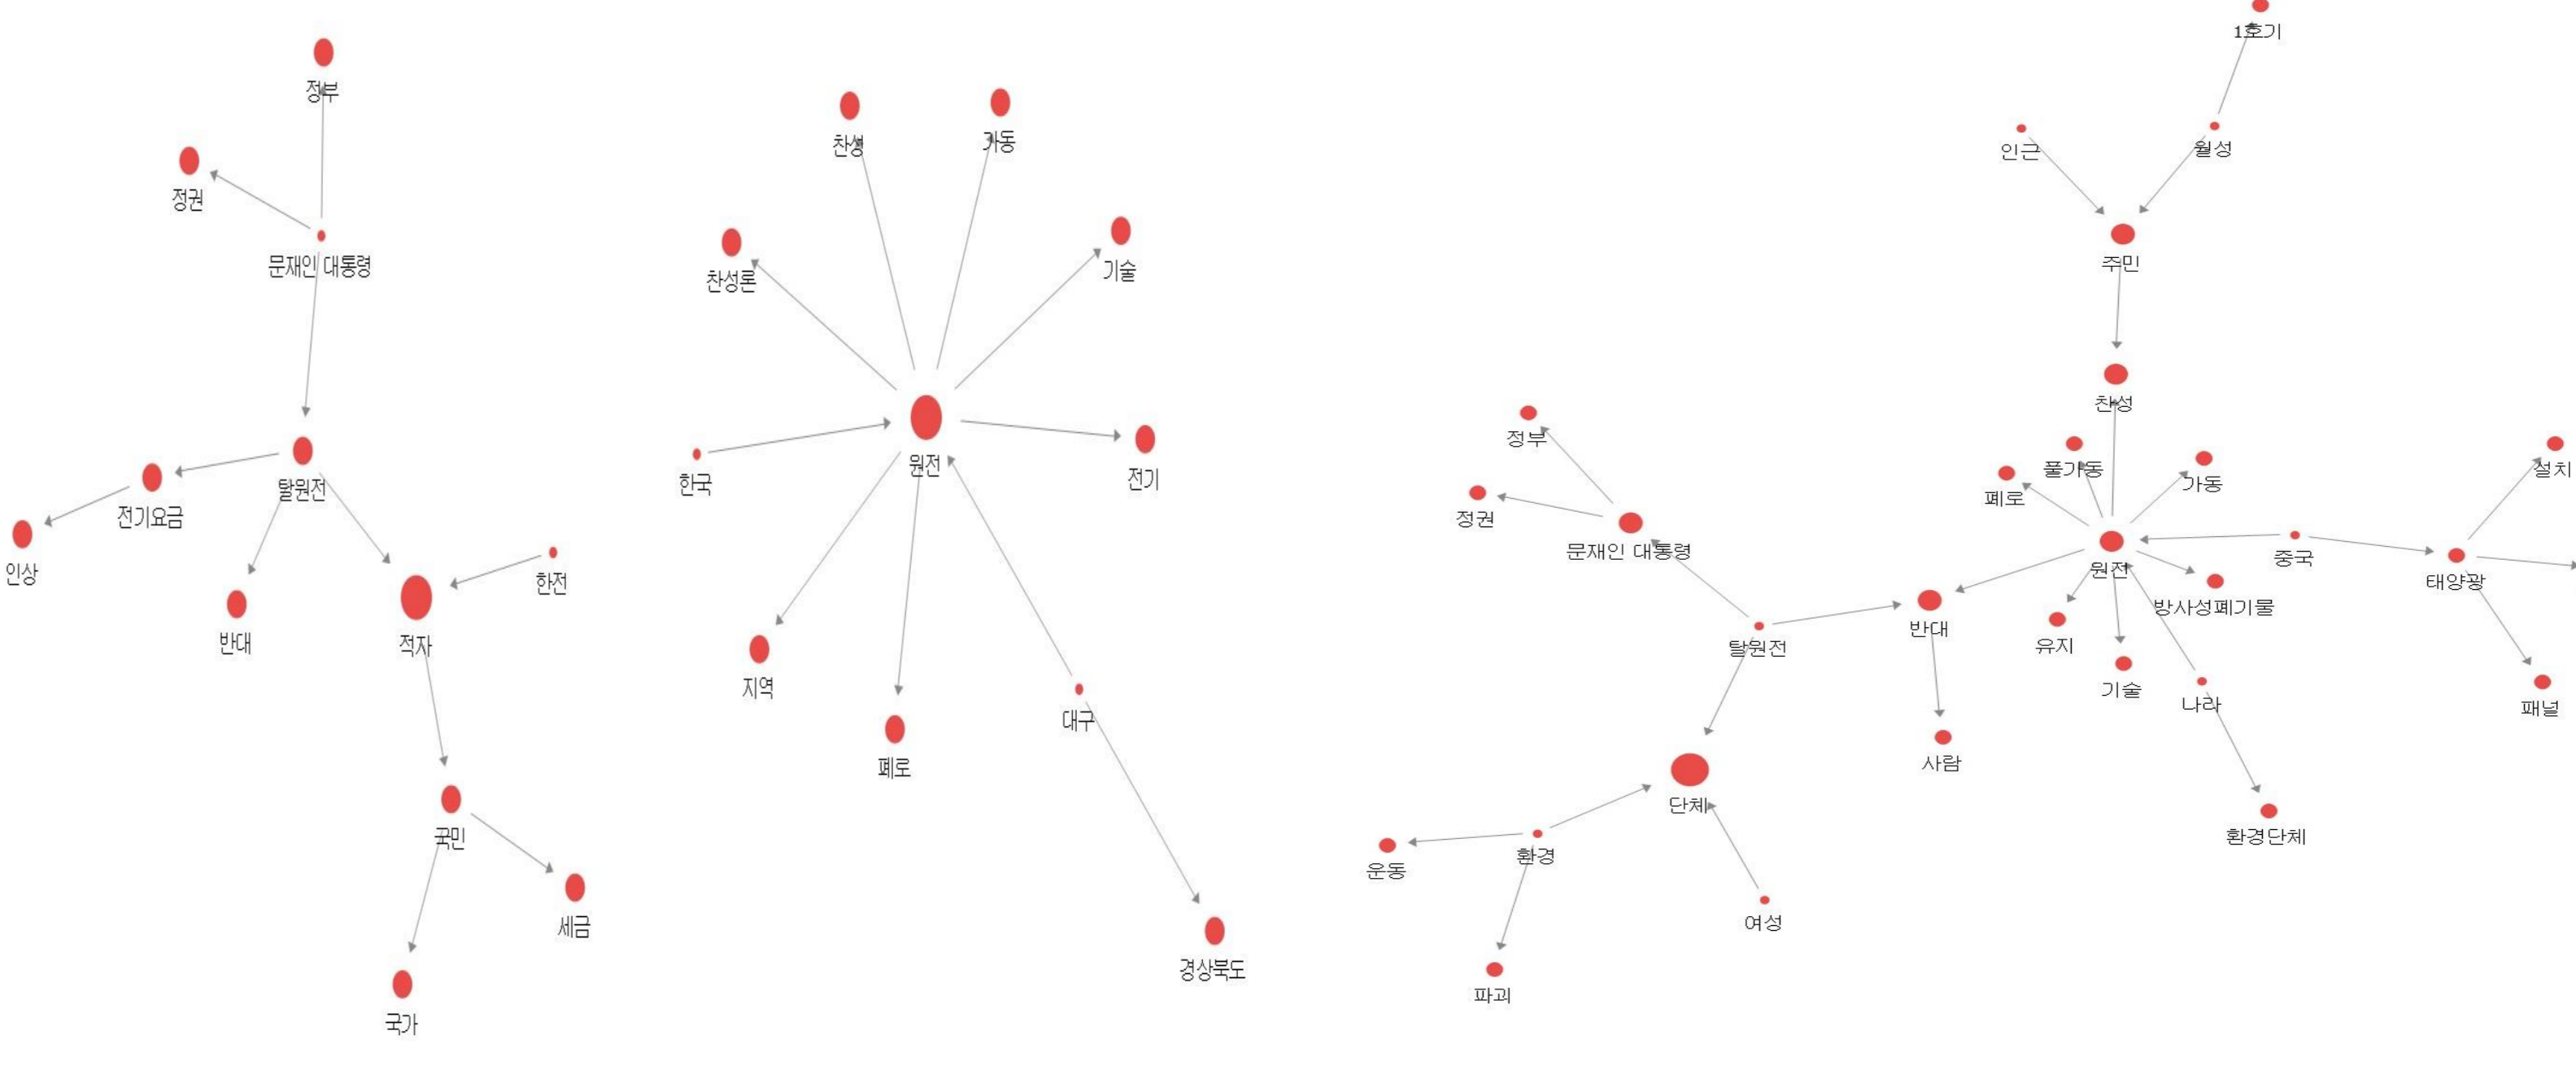 정부
정권
문재인 대통령
탈원전
전기요금
인상
반대
적자
한전
국민
세금
국가
찬성
가동
찬성론
기술
원전
한국
전기
지역
폐로
대구
경상북도
1호기
인근
월성
주민
찬성
정부
정권
문재인 대통령
풀가동
폐로
가동
설치
원전
중국
태양광
방사성폐기물
반대
유지
탈원전
기술
나라
패널
사람
단체
환경단체
운동
환경
여성
파괴